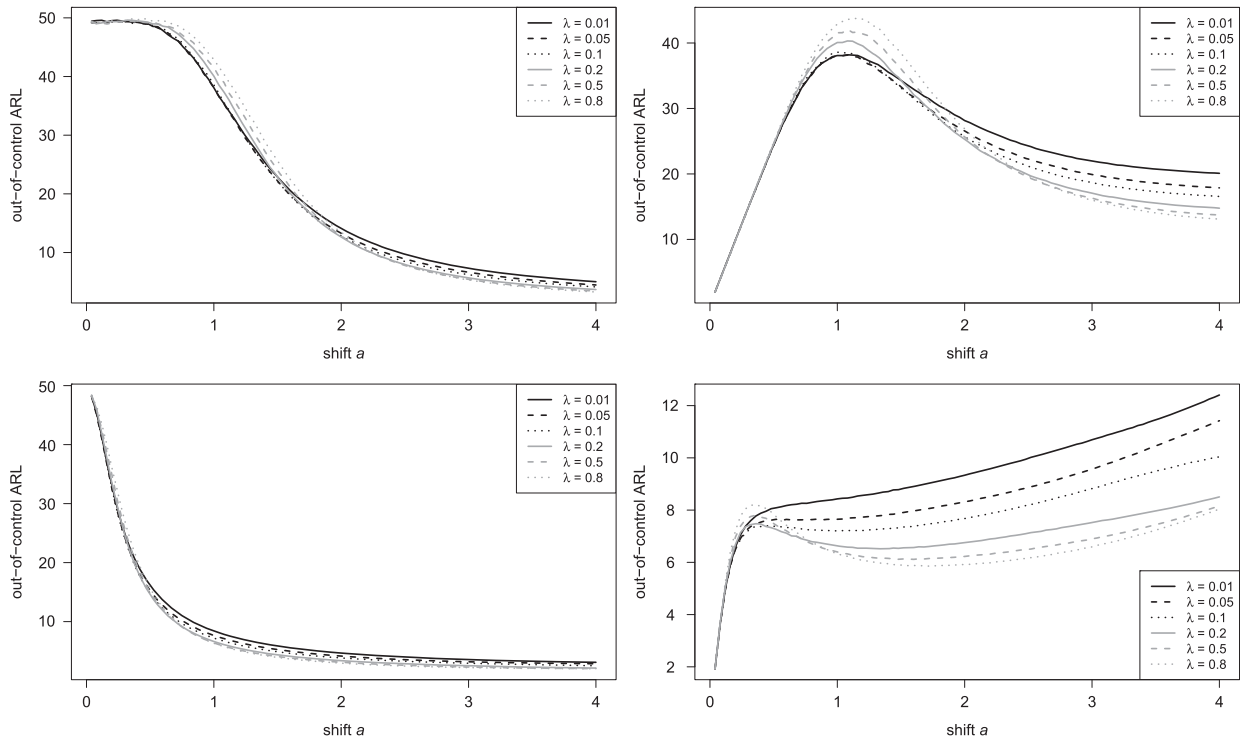 out−of−control ARL
50
40
30
20
10
0
1
2
3
4
shift a
λ = 0.01
λ = 0.05
λ = 0.1
λ = 0.2
λ = 0.5
λ = 0.8
out−of−control ARL
40
30
20
10
0
1
2
3
4
shift a
λ = 0.01
λ = 0.05
λ = 0.1
λ = 0.2
λ = 0.5
λ = 0.8
out−of−control ARL
50
40
30
20
10
0
1
2
3
4
shift a
λ = 0.01
λ = 0.05
λ = 0.1
λ = 0.2
λ = 0.5
λ = 0.8
out−of−control ARL
12
10
8
6
4
2
0
1
2
3
4
shift a
λ = 0.01
λ = 0.05
λ = 0.1
λ = 0.2
λ = 0.5
λ = 0.8